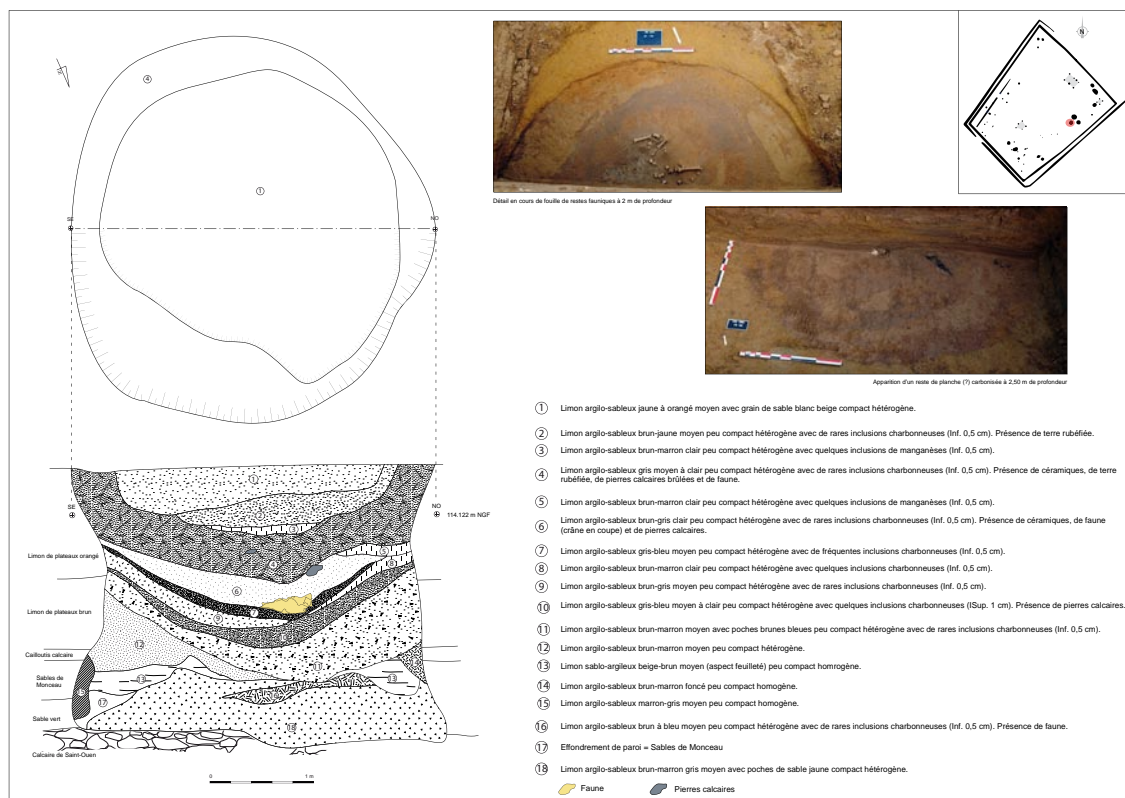 N
4
1
SE
NO
Détail en cours de fouille de restes fauniques à 2 m de profondeur
N
Apparition d'un reste de planche (?) carbonisée à 2,50 m de profondeur
SE
NO
114.122 m NGF
Limon de plateaux orangé
Limon de plateaux brun
Cailloutis calcaire
Sables de
Monceau
Sable vert
Calcaire de Saint-Ouen
1
4
6
9
11
12
13
13
17
18
0
1 m
1 Limon argilo-sableux jaune à orangé moyen avec grain de sable blanc beige compact hétérogène.
2 Limon argilo-sableux brun-jaune moyen peu compact hétérogène avec de rares inclusions charbonneuses (Inf. 0,5 cm). Présence de terre rubéfiée.
3 Limon argilo-sableux brun-marron clair peu compact hétérogène avec quelques inclusions de manganèses (Inf. 0,5 cm).
4 Limon argilo-sableux gris moyen à clair peu compact hétérogène avec de rares inclusions charbonneuses (Inf. 0,5 cm). Présence de céramiques, de terre
rubéfiée, de pierres calcaires brûlées et de faune.
5 Limon argilo-sableux brun-marron clair peu compact hétérogène avec quelques inclusions de manganèses (Inf. 0,5 cm).
6 Limon argilo-sableux brun-gris clair peu compact hétérogène avec de rares inclusions charbonneuses (Inf. 0,5 cm). Présence de céramiques, de faune
(crâne en coupe) et de pierres calcaires.
7 Limon argilo-sableux gris-bleu moyen peu compact hétérogène avec de fréquentes inclusions charbonneuses (Inf. 0,5 cm).
8 Limon argilo-sableux brun-marron clair peu compact hétérogène avec quelques inclusions charbonneuses (Inf. 0,5 cm).
9 Limon argilo-sableux brun-gris moyen peu compact hétérogène avec de rares inclusions charbonneuses (Inf. 0,5 cm).
10 Limon argilo-sableux gris-bleu moyen à clair peu compact hétérogène avec quelques inclusions charbonneuses (ISup. 1 cm). Présence de pierres calcaires.
11 Limon argilo-sableux brun-marron moyen avec poches brunes bleues peu compact hétérogène avec de rares inclusions charbonneuses (Inf. 0,5 cm).
12 Limon argilo-sableux brun-marron moyen peu compact hétérogène.
13 Limon sablo-argileux beige-brun moyen (aspect feuilleté) peu compact homrogène.
14 Limon argilo-sableux brun-marron foncé peu compact homogène.
15 Limon argilo-sableux marron-gris moyen peu compact homogène.
16 Limon argilo-sableux brun à bleu moyen peu compact hétérogène avec de rares inclusions charbonneuses (Inf. 0,5 cm). Présence de faune.
17 Effondrement de paroi = Sables de Monceau
18 Limon argilo-sableux brun-marron gris moyen avec poches de sable jaune compact hétérogène.
Faune
Pierres calcaires